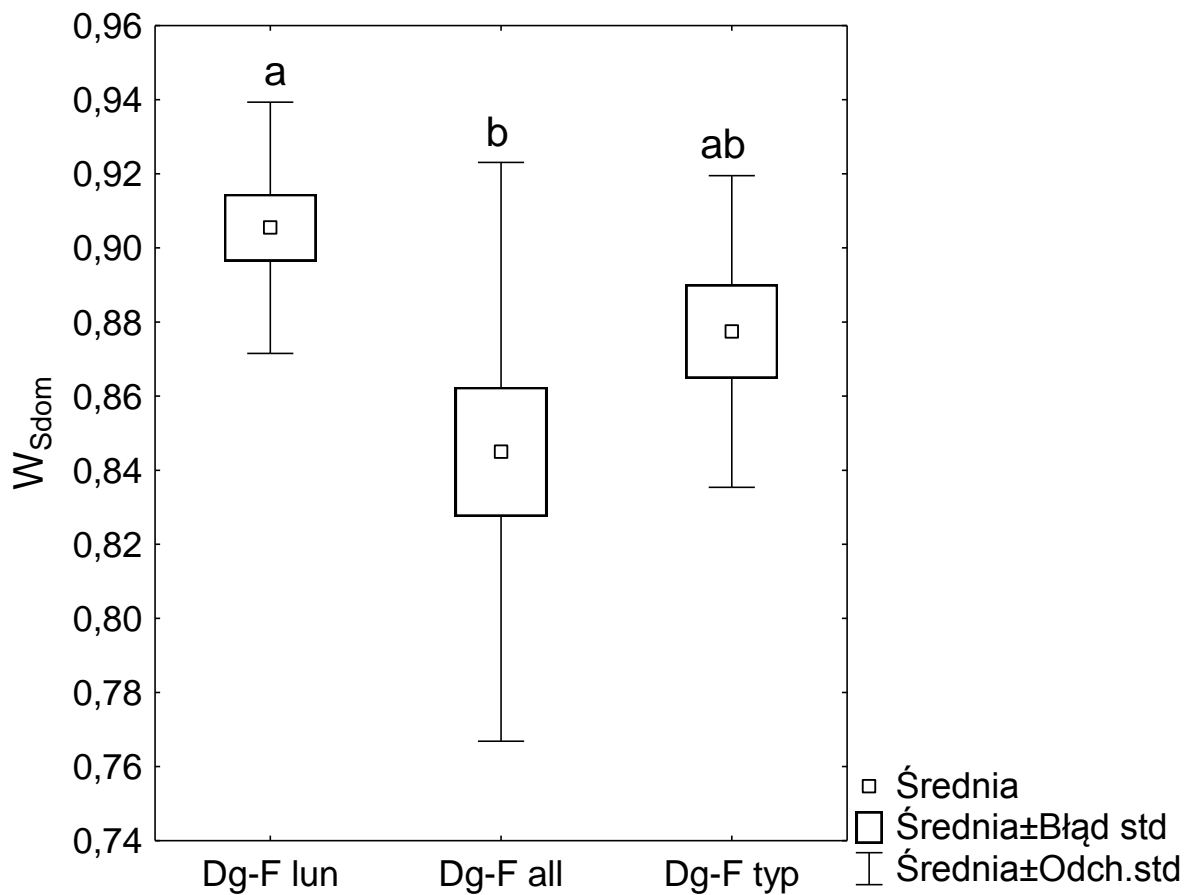 0,96
0,94
0,92
0,90
0,88
0,86
0,84
0,82
0,80
0,78
0,76
0,74
W_Sdom
a
b
ab
Dg-F lun
Dg-F all
Dg-F typ
Średnia
Średnia±Błąd std
Średnia±Odch.std